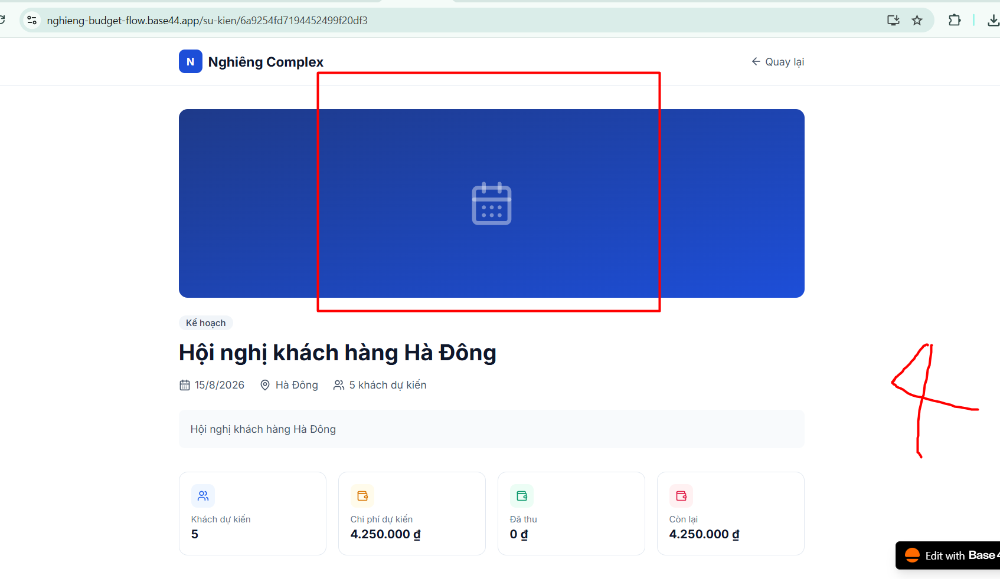 nghieng-budget-flow.base44.app/su-kien/6a9254fd7194452499f20df3
N Nghiêng Complex
Quay lại
Kế hoạch
Hội nghị khách hàng Hà Đông
15/8/2026 Hà Đông 5 khách dự kiến
Hội nghị khách hàng Hà Đông
4
Khách dự kiến
5
Chi phí dự kiến
4.250.000 ₫
Đã thu
0 ₫
Còn lại
4.250.000 ₫
Edit with Base4